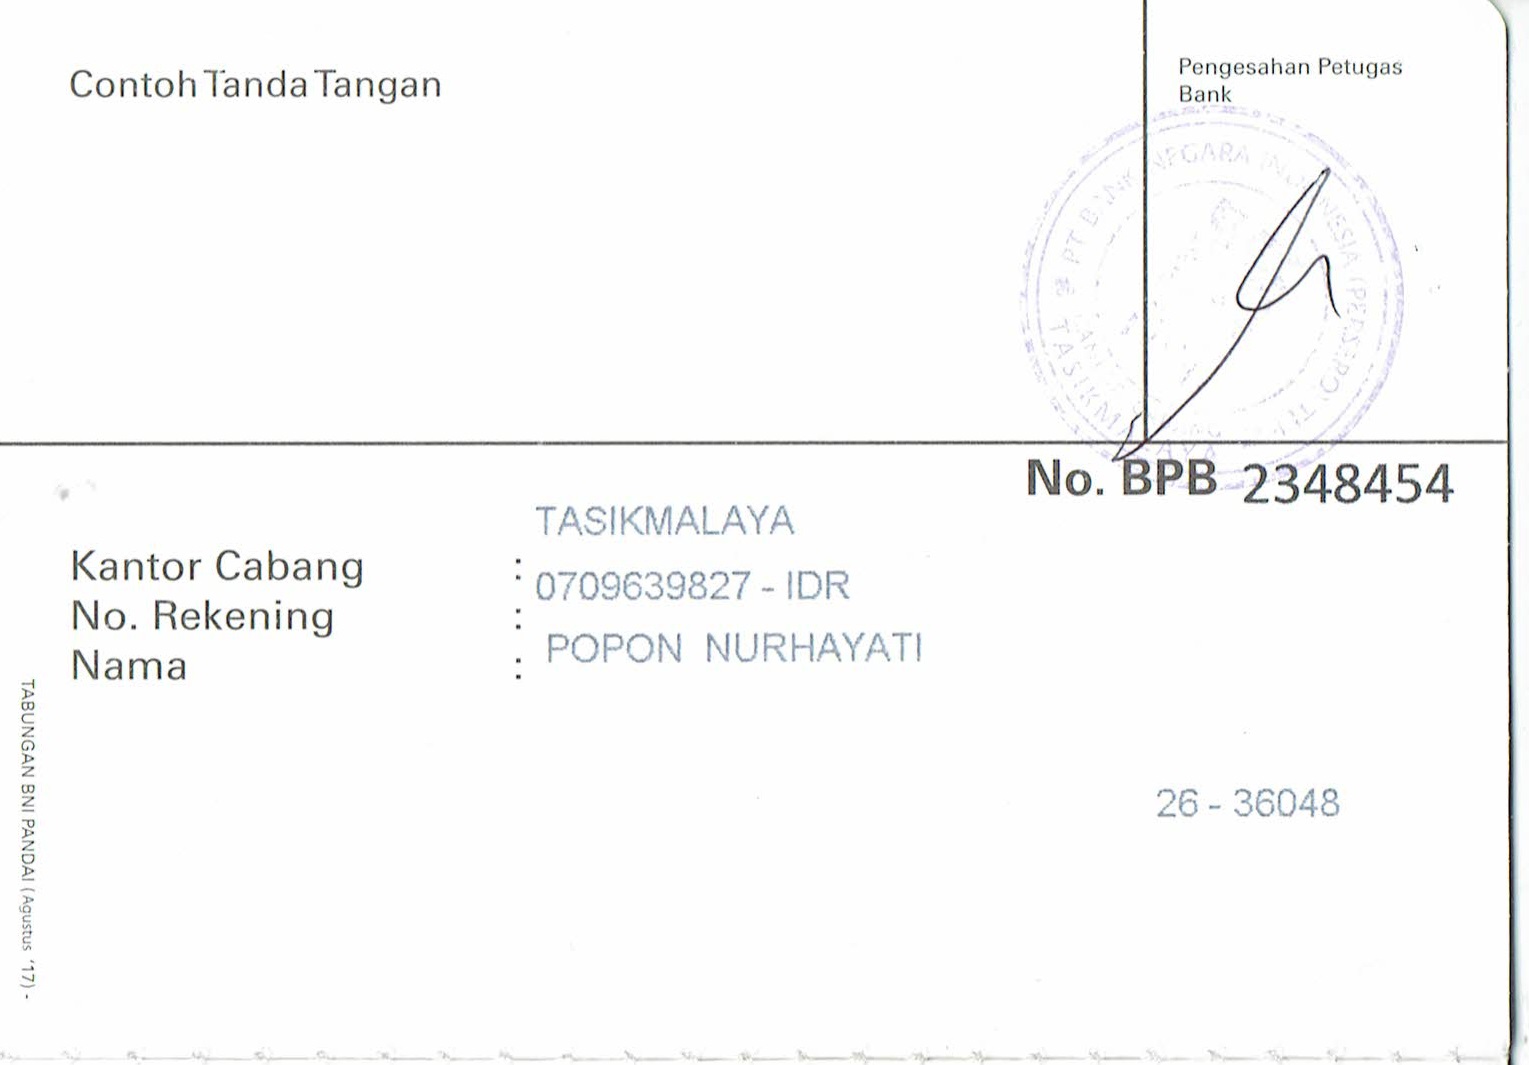 Contoh Tanda Tangan
Pengesahan Petugas
Bank
PT BANK NEGARA INDONESIA (PERSERO) Tbk
TASIKMALAYA
No. BPB 2348454
TASIKMALAYA
Kantor Cabang :
0709639827 - IDR
No. Rekening :
POPON NURHAYATI
Nama :
26 - 36048
TABUNGAN BNI PANDAI (Agustus '17) -